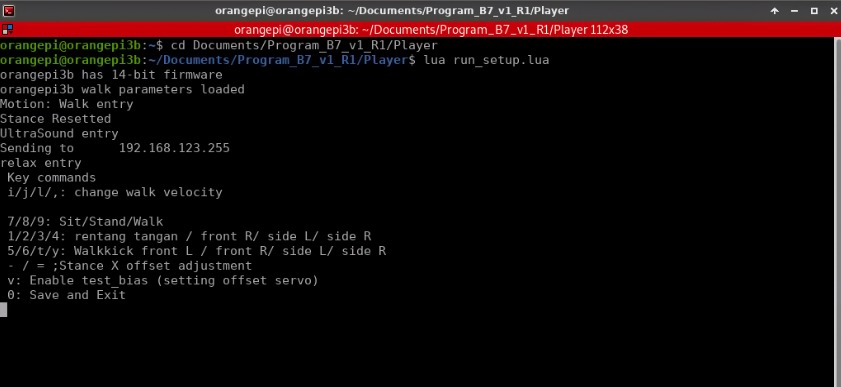 orangepi@orangepi3b: ~/Documents/Program_B7_v1_R1/Player
orangepi@orangepi3b: ~/Documents/Program_B7_v1_R1/Player 112x38
orangepi@orangepi3b:~$ cd Documents/Program_B7_v1_R1/Player
orangepi@orangepi3b:~/Documents/Program_B7_v1_R1/Player$ lua run_setup.lua
orangepi3b has 14-bit firmware
orangepi3b walk parameters loaded
Motion: Walk entry
Stance Resetted
UltraSound entry
Sending to      192.168.123.255
relax entry
 Key commands
 i/j/l/,: change walk velocity
 7/8/9: Sit/Stand/Walk
 1/2/3/4: rentang tangan / front R/ side L/ side R
 5/6/t/y: Walkkick front L / front R/ side L/ side R
 - / = ;Stance X offset adjustment
 v: Enable test_bias (setting offset servo)
 0: Save and Exit